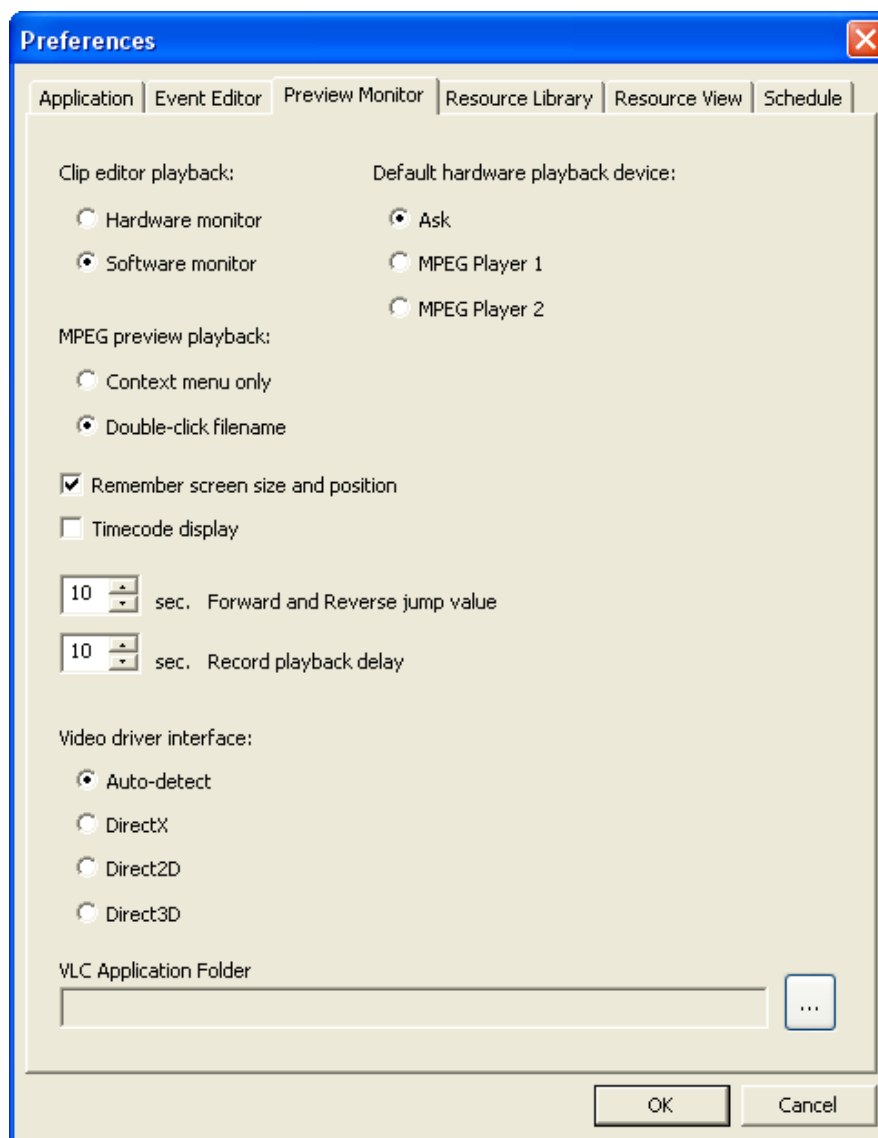 Preferences
Application Event Editor Preview Monitor Resource Library Resource View Schedule
Clip editor playback:
Hardware monitor
Software monitor
Default hardware playback device:
Ask
MPEG Player 1
MPEG Player 2
MPEG preview playback:
Context menu only
Double-click filename
Remember screen size and position
Timecode display
10 sec. Forward and Reverse jump value
10 sec. Record playback delay
Video driver interface:
Auto-detect
DirectX
Direct2D
Direct3D
VLC Application Folder
...
OK Cancel